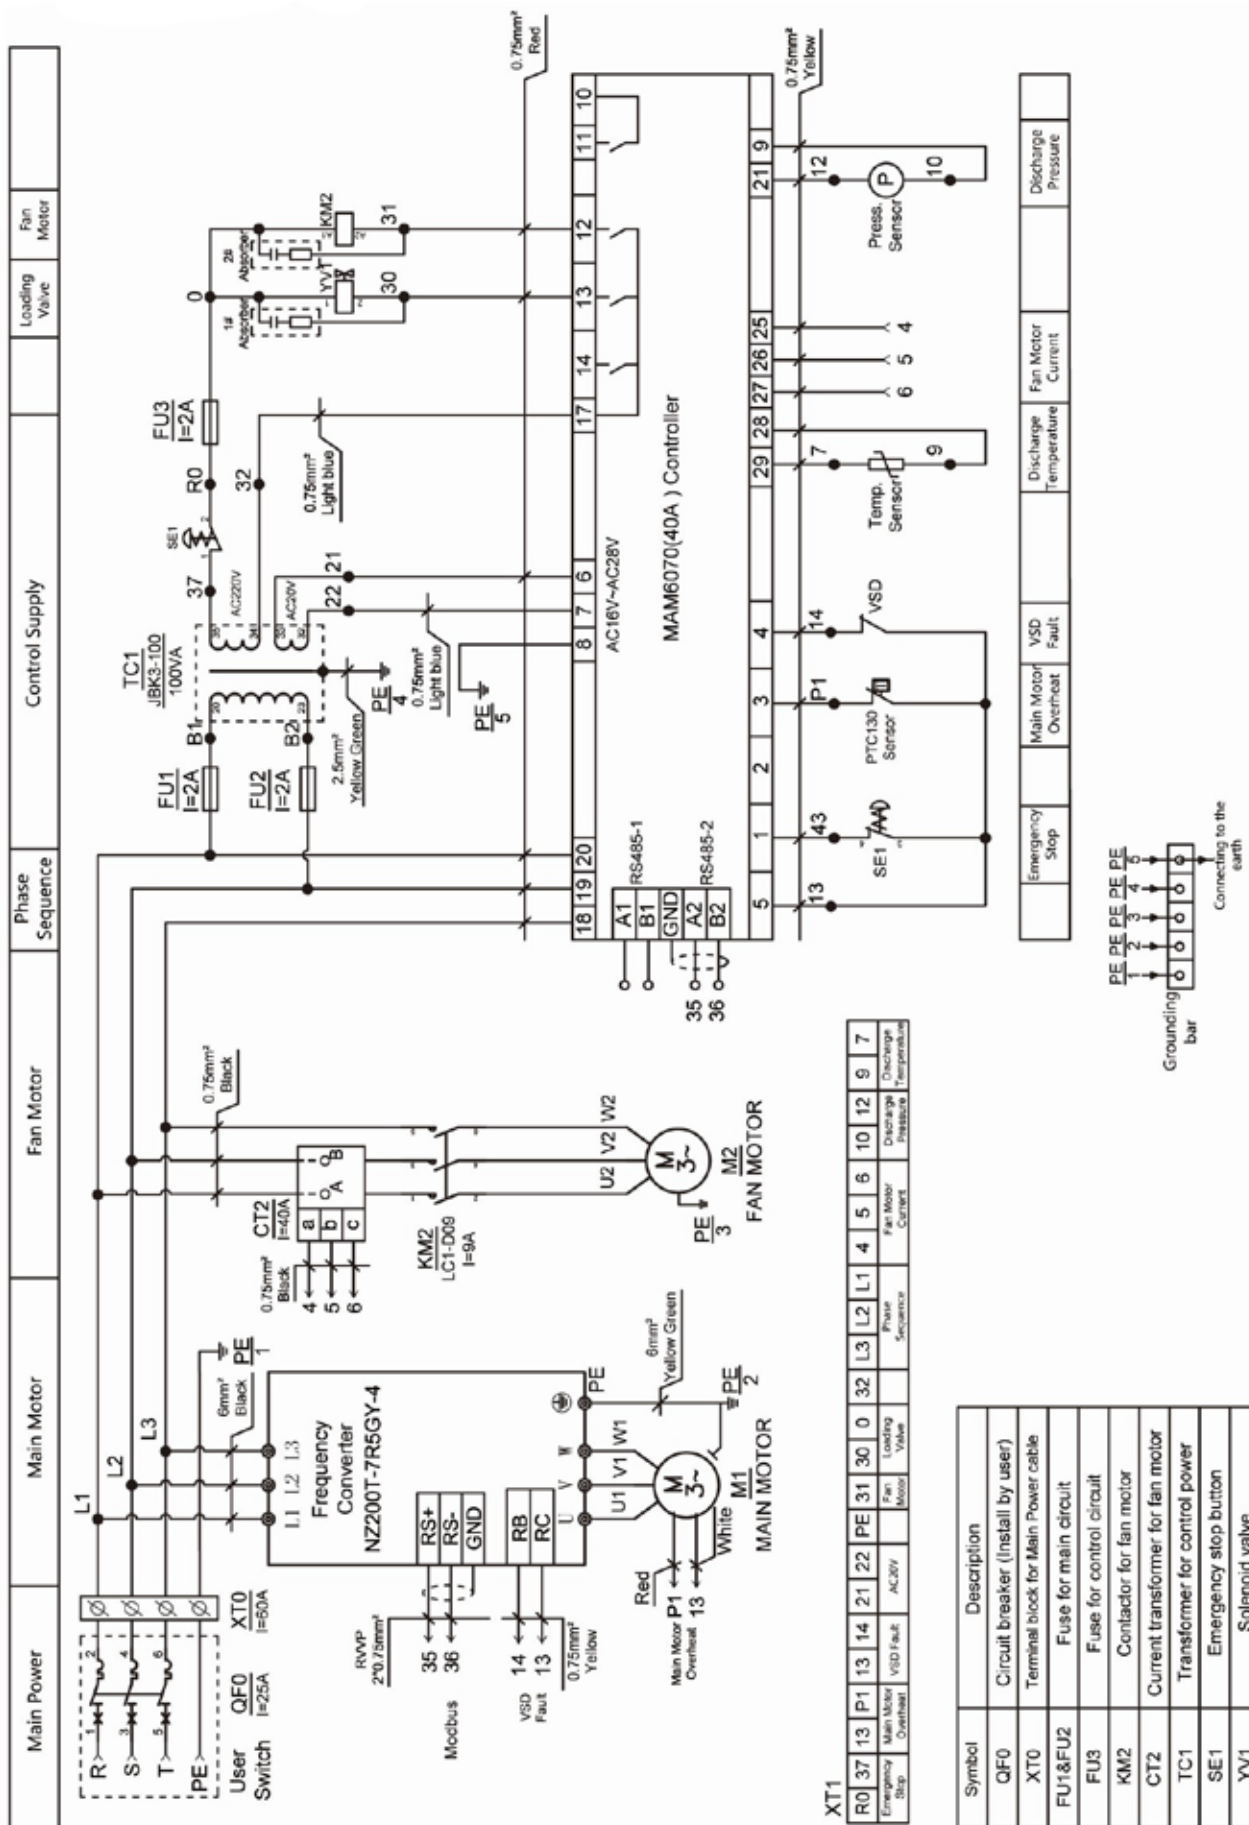 Main Power
Main Motor
Fan Motor
Phase
Sequence
Control Supply
Loading
Valve
Fan
Motor
R
S
T
PE
1
2
3
4
5
6
User
Switch
QF0
I=25A
XT0
I=60A
L1
L2
L3
6mm²
Black
PE
1
L1 L2 L3
Frequency
Converter
NZ200T-7R5GY-4
RS+
RS-
GND
RB
RC
U V W
PE
RVP
2*0.75mm²
35
36
Modbus
14
13
VSD
Fault
0.75mm²
Yellow
U1
V1
W1
6mm²
Yellow Green
PE
2
M
3~
M1
MAIN MOTOR
Red
White
Main Motor
Overheat
P1
13
0.75mm²
Black
CT2
I=40A
A
B
a
b
c
0.75mm²
Black
4
5
6
KM2
LC1-D09
I=9A
U2
V2
W2
M
3~
PE
3
M2
FAN MOTOR
FU1
I=2A
FU2
I=2A
B1
B2
TC1
JBK3-100
100VA
20
23
35
34
33
32
AC220V
AC20V
2.5mm²
Yellow Green
PE
4
0.75mm²
Light blue
PE
5
37
SE1
1
2
R0
32
FU3
I=2A
22
21
0.75mm²
Light blue
0
1#
Absorber
YV1
30
2#
Absorber
KM2
31
0.75mm²
Red
18 19 20 8 7 6 17 14 13 12 11 10
AC16V~AC28V
MAM6070(40A ) Controller
A1
B1
GND
A2
B2
RS485-1
RS485-2
35
36
5 1 2 3 4 29 28 27 26 25 21 9
0.75mm²
Yellow
13
43
SE1
P1
PTC130
Sensor
14
VSD
7
Temp.
Sensor
9
6
5
4
12
P
Press.
Sensor
10
Emergency
Stop
Main Motor
Overheat
VSD
Fault
Discharge
Temperature
Fan Motor
Current
Discharge
Pressure
XT1
R0 37 13 P1 13 14 21 22 PE 31 30 0 32 L3 L2 L1 4 5 6 10 12 9 7
Emergency
Stop
Main Motor
Overheat
VSD Fault
AC20V
Fan
Motor
Loading
Valve
Phase
Sequence
Fan Motor
Current
Discharge
Pressure
Discharge
Temperature
PE PE PE PE PE
1 2 3 4 5
Grounding
bar
Connecting to the
earth
Symbol Description
QF0 Circuit breaker (Install by user)
XT0 Terminal block for Main Power cable
FU1&FU2 Fuse for main circuit
FU3 Fuse for control circuit
KM2 Contactor for fan motor
CT2 Current transformer for fan motor
TC1 Transformer for control power
SE1 Emergency stop button
YV1 Solenoid valve